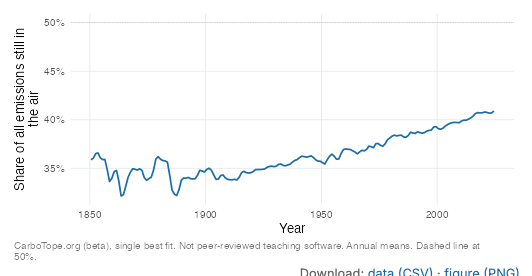 50%
45%
40%
35%
Share of all emissions still in
the air
1850
1900
1950
2000
Year
CarboTope.org (beta), single best fit. Not peer-reviewed teaching software. Annual means. Dashed line at
50%.
Download: data (CSV) · figure (PNG)